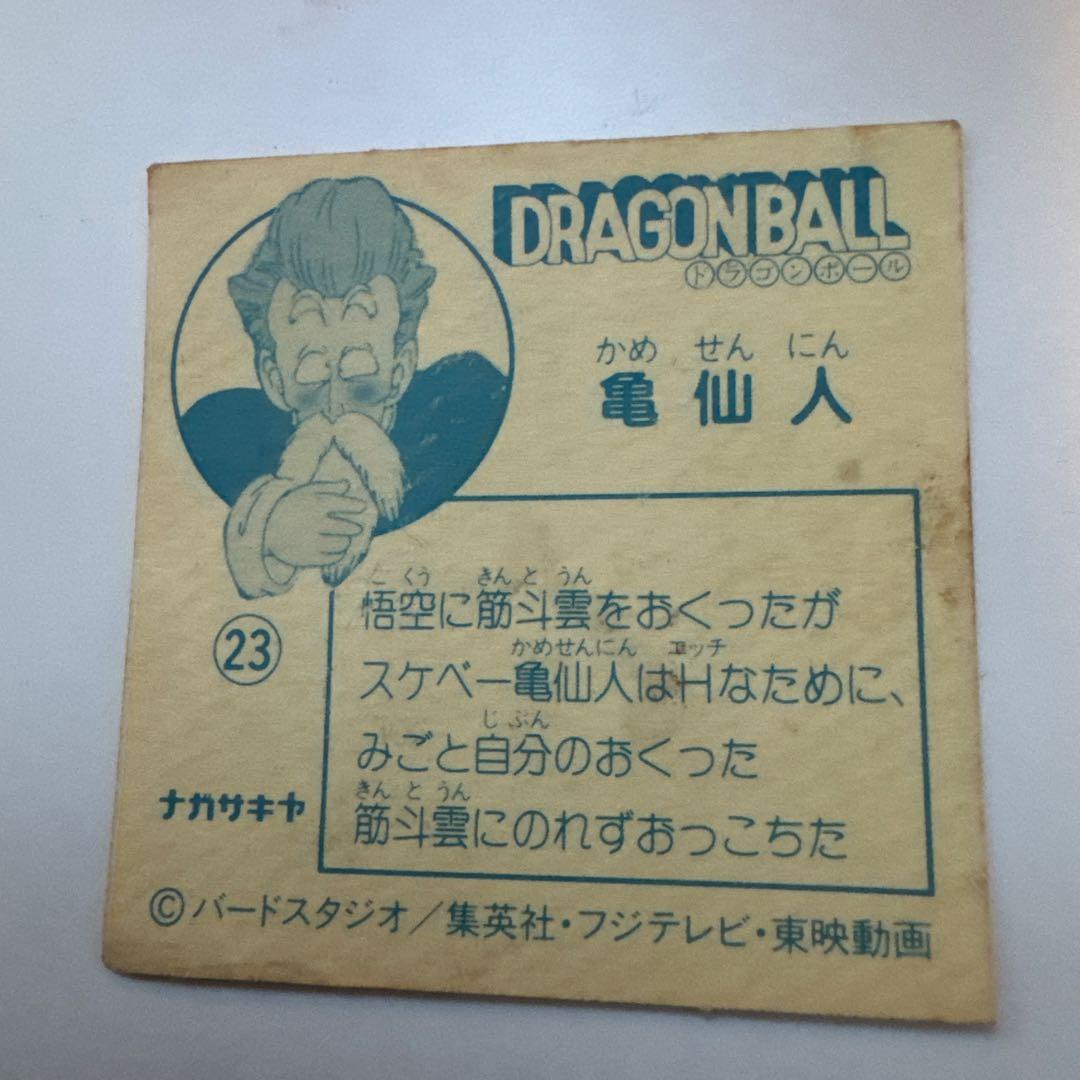 DRAGONBALL
ドラゴンボール
かめ せん にん
亀仙人
ごくう きんとうん
悟空に筋斗雲をおくったが
かめせんにん エッチ
スケベー亀仙人はHなために、
じぶん
みごと自分のおくった
きんとうん
筋斗雲にのれずおっこちた
23
ナガサキヤ
©バードスタジオ/集英社・フジテレビ・東映動画